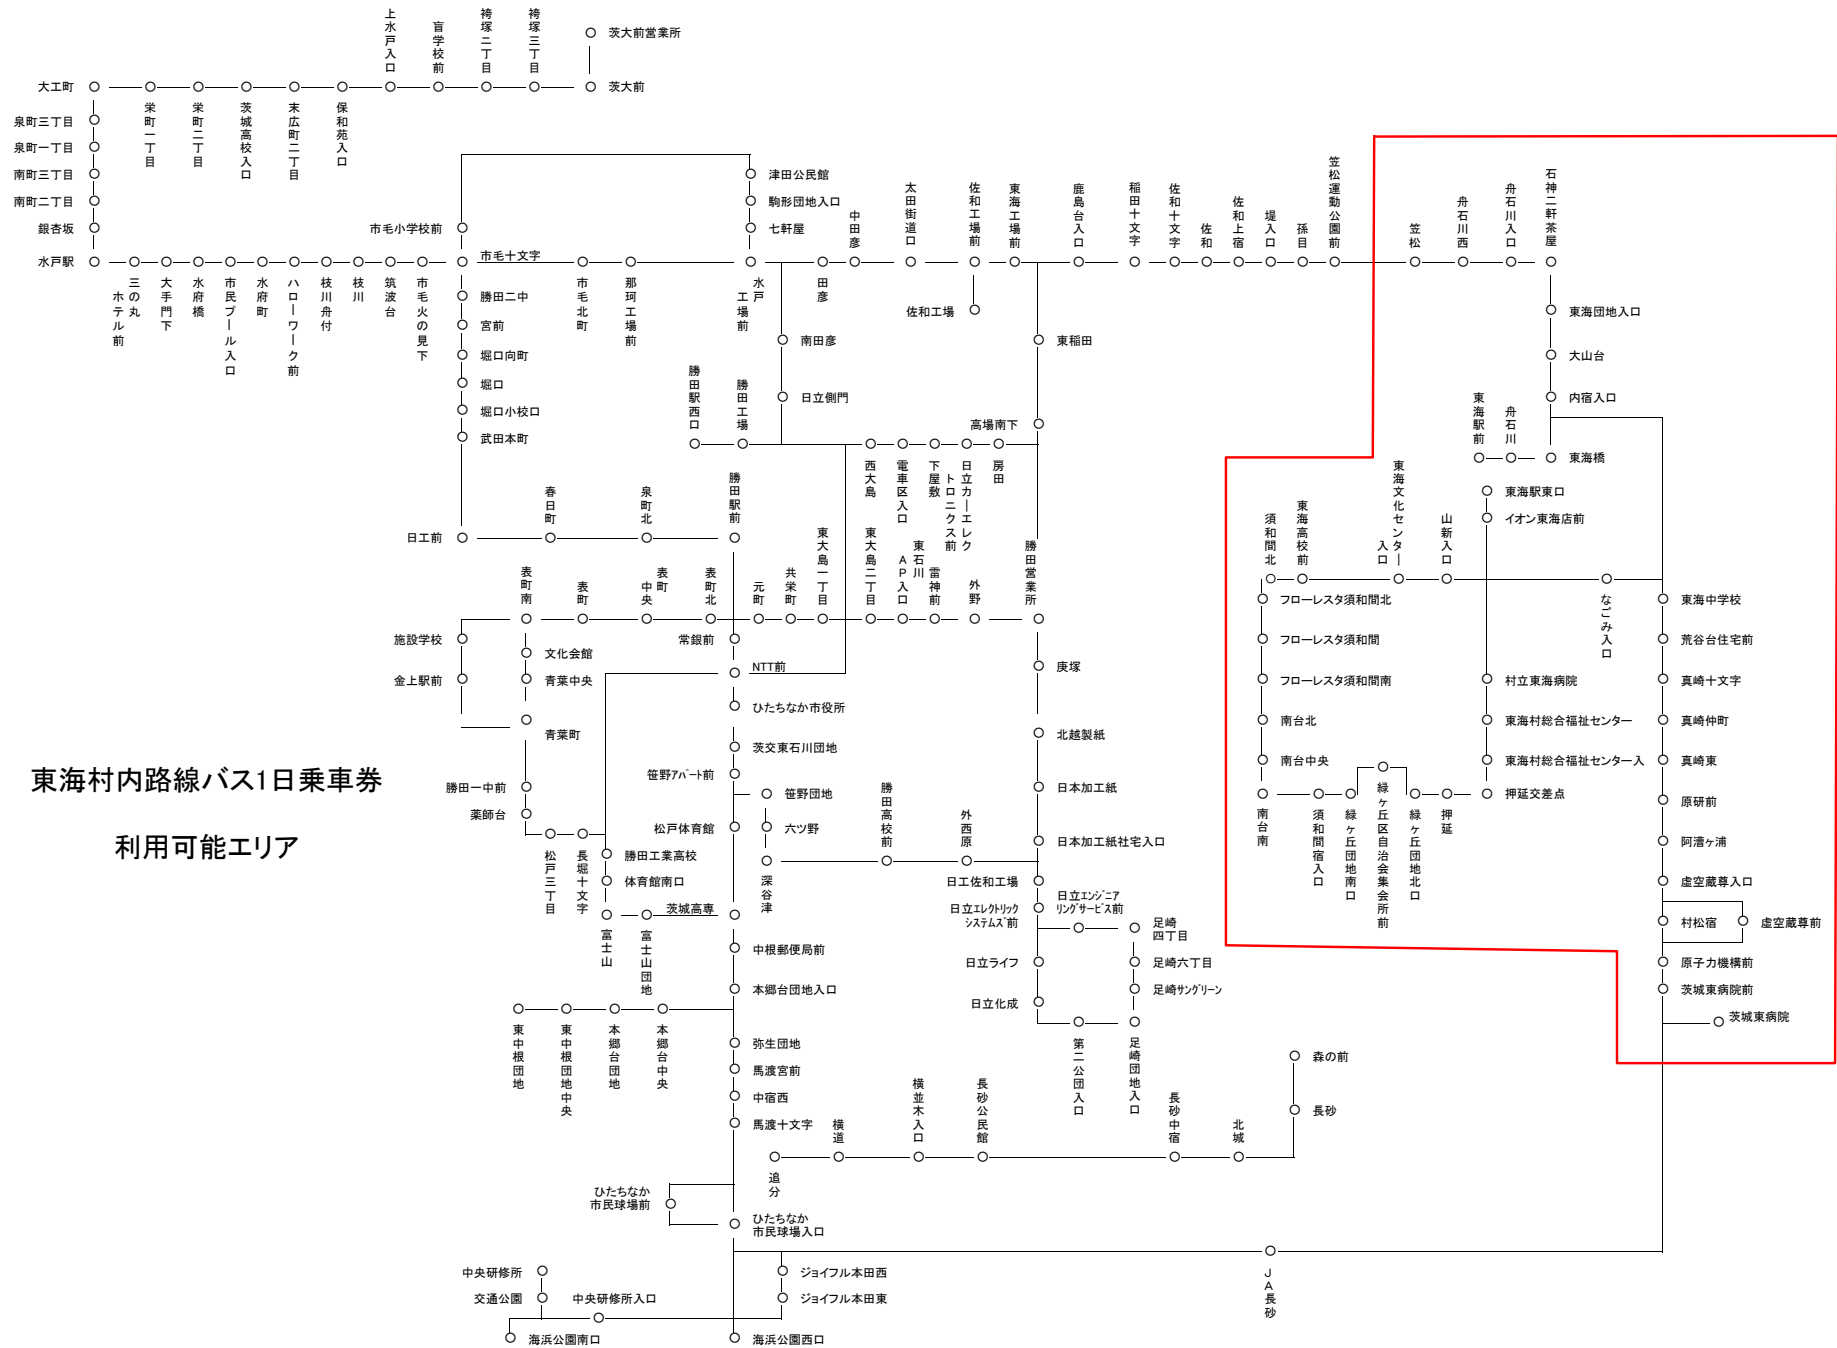 茨大前営業所
上水戸入口
盲学校前
袴塚二丁目
袴塚三丁目
大工町
茨大前
栄町一丁目
栄町二丁目
茨城高校入口
末広町二丁目
保和苑入口
泉町三丁目
泉町一丁目
南町三丁目
南町二丁目
銀杏坂
水戸駅
三の丸
ホテル前
大手門下
水府橋
市民プール入口
水府町
ハローワーク前
枝川舟付
枝川
筑波台
市毛火の見下
市毛小学校前
市毛十文字
市毛北町
那珂工場前
水戸
工場前
津田公民館
駒形団地入口
七軒屋
田彦
中田彦
太田街道口
佐和工場前
東海工場前
鹿島台入口
稲田十文字
佐和十文字
佐和
佐和上宿
堤入口
孫目
笠松運動公園前
笠松
舟石川西
舟石川入口
石神二軒茶屋
佐和工場
勝田二中
宮前
堀口向町
堀口
堀口小校口
武田本町
南田彦
日立側門
東稲田
高場南下
勝田駅西口
勝田工場
西大島
電車区入口
下屋敷
日立カーエレク
トロニクス前
房田
東海団地入口
大山台
内宿入口
東海橋
東海駅前
舟石川
日工前
春日町
泉町北
勝田駅前
東海駅東口
イオン東海店前
須和間北
東海高校前
東海文化センター
入口
山新入口
なごみ入口
表町南
表町
表町
中央
表町北
元町
共栄町
東大島一丁目
東大島二丁目
東石川
AP入口
雷神前
外野
勝田営業所
施設学校
金上駅前
文化会館
青葉中央
青葉町
勝田一中前
薬師台
常銀前
NTT前
ひたちなか市役所
茨交東石川団地
笹野アパート前
笹野団地
松戸体育館
六ツ野
深谷津
勝田高校前
外西原
庚塚
北越製紙
日本加工紙
日本加工紙社宅入口
フローレスタ須和間北
フローレスタ須和間
フローレスタ須和間南
南台北
南台中央
南台南
須和間宿入口
緑ヶ丘団地南口
緑ヶ丘区自治会集会所前
緑ヶ丘団地北口
押延
押延交差点
村立東海病院
東海村総合福祉センター
東海村総合福祉センター入
東海中学校
荒谷台住宅前
真崎十文字
真崎仲町
真崎東
原研前
阿漕ヶ浦
虚空蔵尊入口
村松宿
虚空蔵尊前
原子力機構前
茨城東病院前
茨城東病院
東海村内路線バス1日乗車券
利用可能エリア
松戸三丁目
長堀十文字
勝田工業高校
体育館南口
富士山
富士山団地
茨城高専
中根郵便局前
本郷台団地入口
東中根団地
東中根団地中央
本郷台団地
本郷台中央
弥生団地
馬渡宮前
中宿西
馬渡十文字
日工佐和工場
日立エレクトリック
システムズ前
日立エンジニア
リングサービス前
日立ライフ
日立化成
足崎
四丁目
足崎六丁目
足崎サングリーン
第二公団入口
足崎団地入口
追分
横道
横並木入口
長砂公民館
長砂中宿
北城
長砂
森の前
ひたちなか
市民球場前
ひたちなか
市民球場入口
JA長砂
中央研修所
交通公園
中央研修所入口
ジョイフル本田西
ジョイフル本田東
海浜公園南口
海浜公園西口